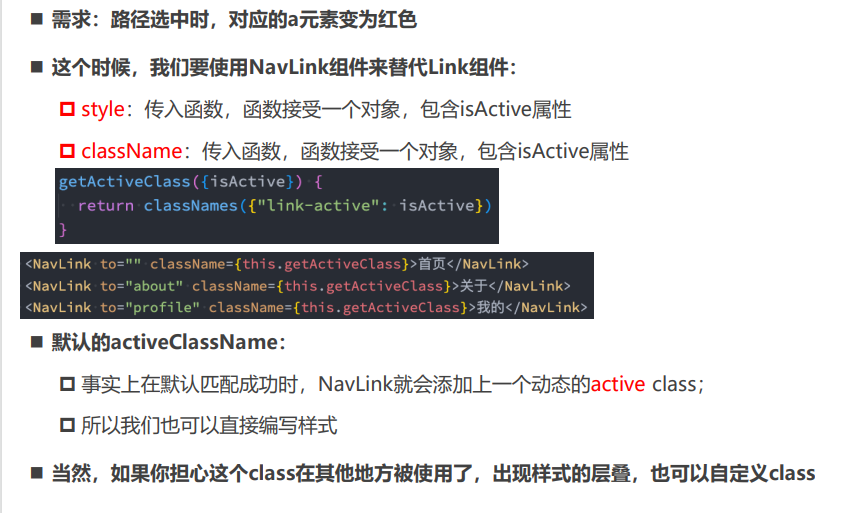 需求：路径选中时，对应的a元素变为红色
这个时候，我们要使用NavLink组件来替代Link组件：
style：传入函数，函数接受一个对象，包含isActive属性
className：传入函数，函数接受一个对象，包含isActive属性
getActiveClass({isActive}) {
  return classNames({"link-active": isActive})
}
<NavLink to="" className={this.getActiveClass}>首页</NavLink>
<NavLink to="about" className={this.getActiveClass}>关于</NavLink>
<NavLink to="profile" className={this.getActiveClass}>我的</NavLink>
默认的activeClassName：
事实上在默认匹配成功时，NavLink就会添加上一个动态的active class；
所以我们也可以直接编写样式
当然，如果你担心这个class在其他地方被使用了，出现样式的层叠，也可以自定义class